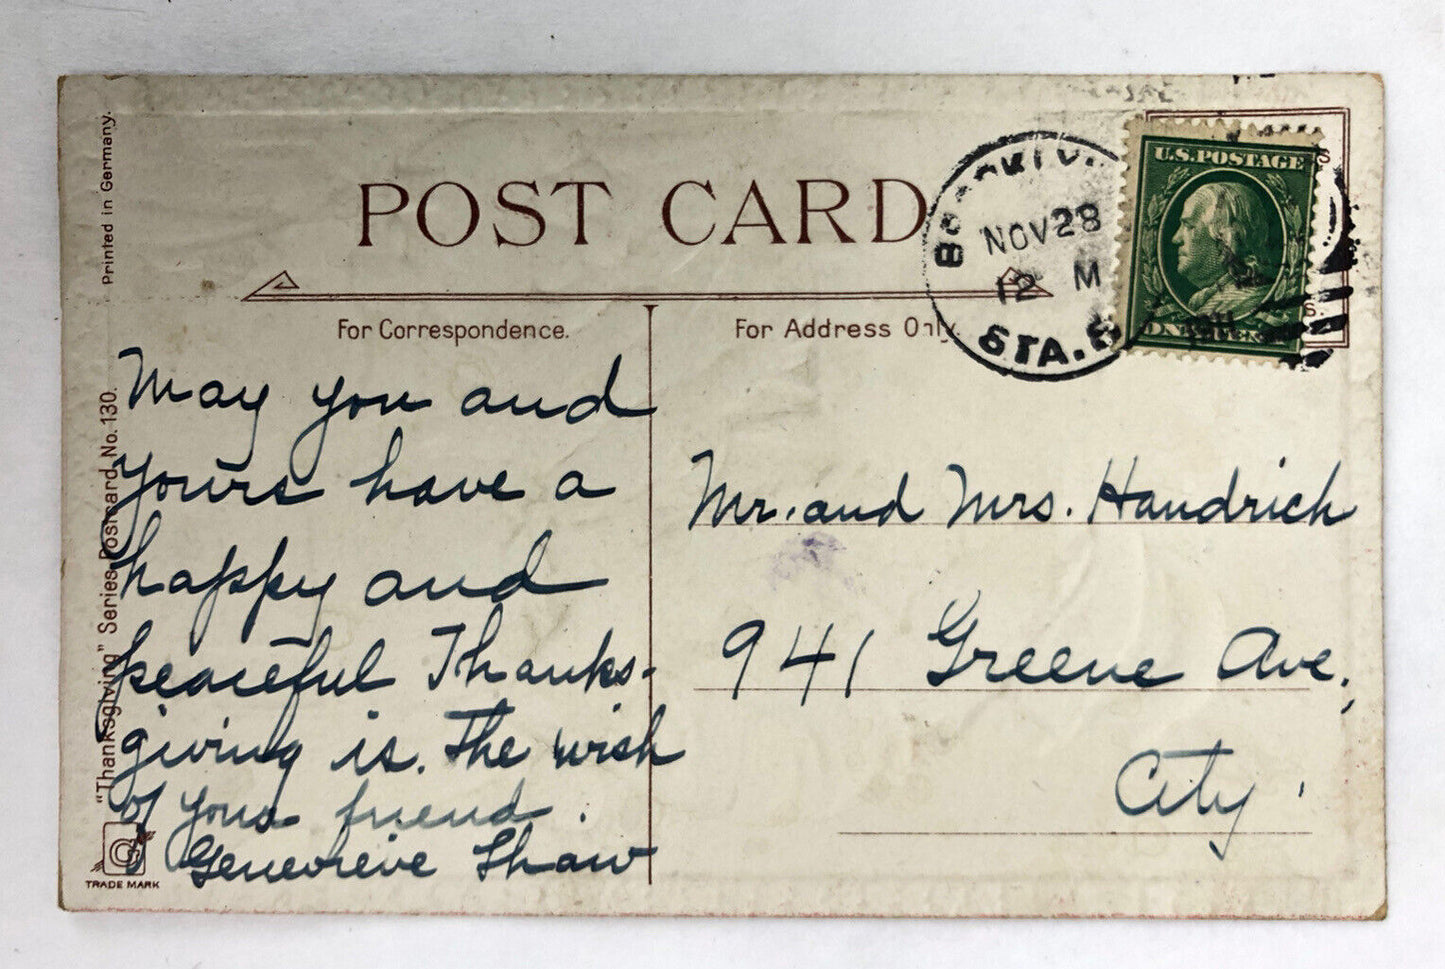 POST CARD
For Correspondence.
For Address Only.
Printed in Germany.
"Thanksgiving" Series Postcard No. 130.
TRADE MARK
NOV 28
12 M
STA.
U.S. POSTAGE
1911
May you and
yours have a
happy and
peaceful Thanks-
giving is. The wish
of your friend.
Genevieve Shaw
Mr. and Mrs. Handrich
941 Greene Ave.,
City.